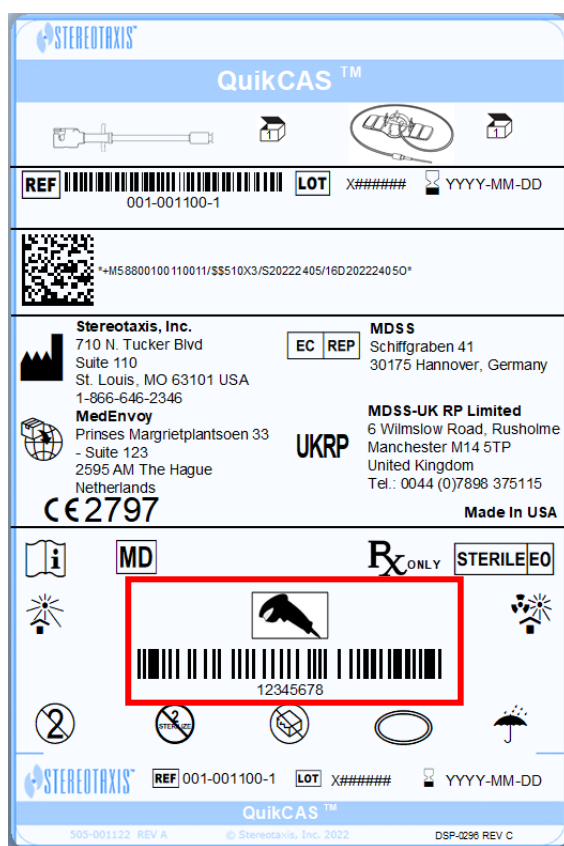 STEREOTAXIS™
QuikCAS ™
1
1
REF
001-001100-1
LOT X###### YYYY-MM-DD
*+M58800100110011/$$510X3/S20222405/16D20222405O*
Stereotaxis, Inc.
710 N. Tucker Blvd
Suite 110
St. Louis, MO 63101 USA
1-866-646-2346
EC REP
MDSS
Schiffgraben 41
30175 Hannover, Germany
MedEnvoy
Prinses Margrietplantsoen 33
- Suite 123
2595 AM The Hague
Netherlands
UKRP
MDSS-UK RP Limited
6 Wilmslow Road, Rusholme
Manchester M14 5TP
United Kingdom
Tel.: 0044 (0)7898 375115
CE2797
Made In USA
i MD Rx ONLY STERILE EO
12345678
2
2 STERILIZE
STEREOTAXIS™ REF 001-001100-1 LOT X###### YYYY-MM-DD
QuikCAS ™
505-001122 REV A © Stereotaxis, Inc. 2022 DSP-0296 REV C